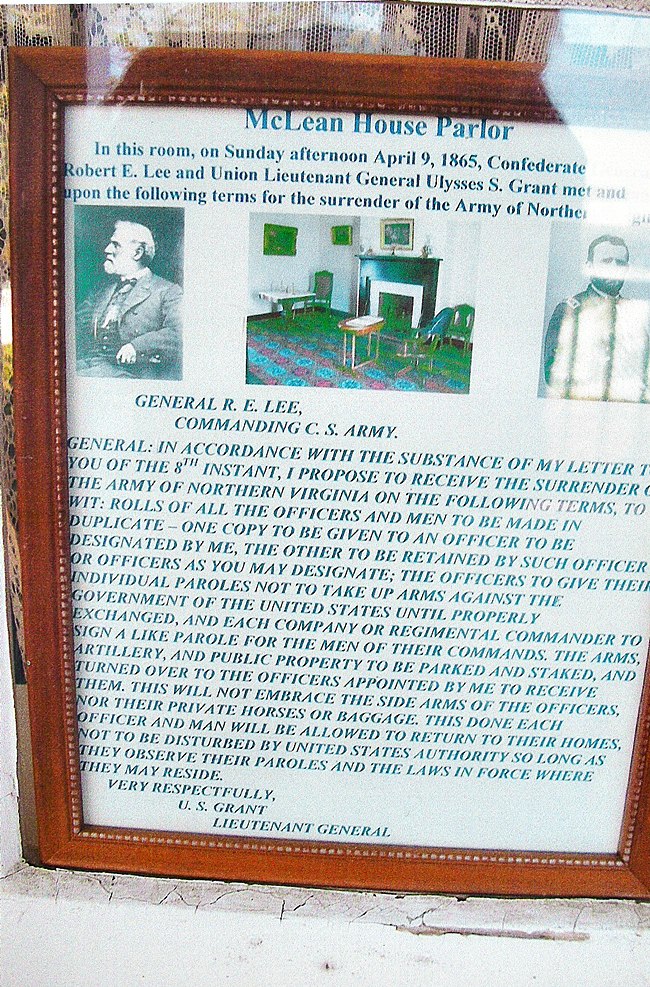 McLean House Parlor
In this room, on Sunday afternoon April 9, 1865, Confederate
Robert E. Lee and Union Lieutenant General Ulysses S. Grant met and
upon the following terms for the surrender of the Army of Northe
GENERAL R. E. LEE,
COMMANDING C. S. ARMY.
GENERAL: IN ACCORDANCE WITH THE SUBSTANCE OF MY LETTER T
YOU OF THE 8TH INSTANT, I PROPOSE TO RECEIVE THE SURRENDER O
THE ARMY OF NORTHERN VIRGINIA ON THE FOLLOWING TERMS, TO
WIT: ROLLS OF ALL THE OFFICERS AND MEN TO BE MADE IN
DUPLICATE – ONE COPY TO BE GIVEN TO AN OFFICER TO BE
DESIGNATED BY ME, THE OTHER TO BE RETAINED BY SUCH OFFICER
OR OFFICERS AS YOU MAY DESIGNATE; THE OFFICERS TO GIVE THEIR
INDIVIDUAL PAROLES NOT TO TAKE UP ARMS AGAINST THE
GOVERNMENT OF THE UNITED STATES UNTIL PROPERLY
EXCHANGED, AND EACH COMPANY OR REGIMENTAL COMMANDER TO
SIGN A LIKE PAROLE FOR THE MEN OF THEIR COMMANDS. THE ARMS,
ARTILLERY, AND PUBLIC PROPERTY TO BE PARKED AND STAKED, AND
TURNED OVER TO THE OFFICERS APPOINTED BY ME TO RECEIVE
THEM. THIS WILL NOT EMBRACE THE SIDE ARMS OF THE OFFICERS,
NOR THEIR PRIVATE HORSES OR BAGGAGE. THIS DONE EACH
OFFICER AND MAN WILL BE ALLOWED TO RETURN TO THEIR HOMES,
NOT TO BE DISTURBED BY UNITED STATES AUTHORITY SO LONG AS
THEY OBSERVE THEIR PAROLES AND THE LAWS IN FORCE WHERE
THEY MAY RESIDE.
VERY RESPECTFULLY,
U. S. GRANT
LIEUTENANT GENERAL